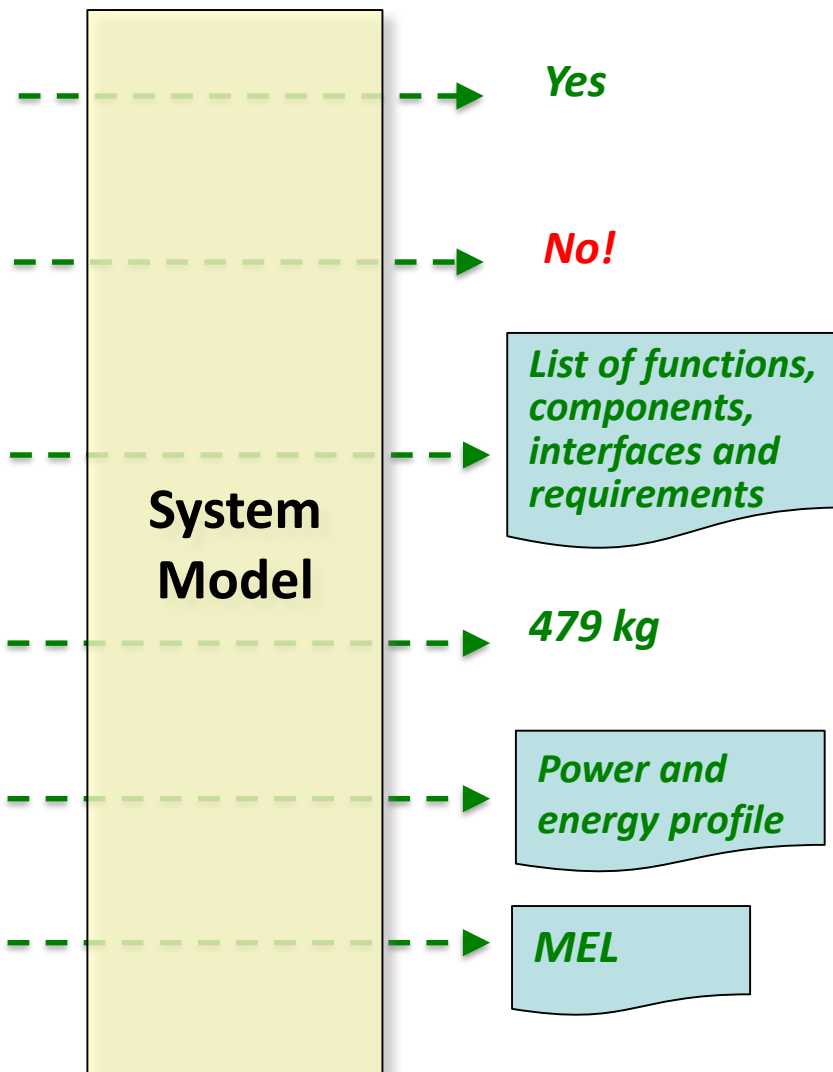 Yes
No!
List of functions,
components,
interfaces and
requirements
System
Model
479 kg
Power and
energy profile
MEL